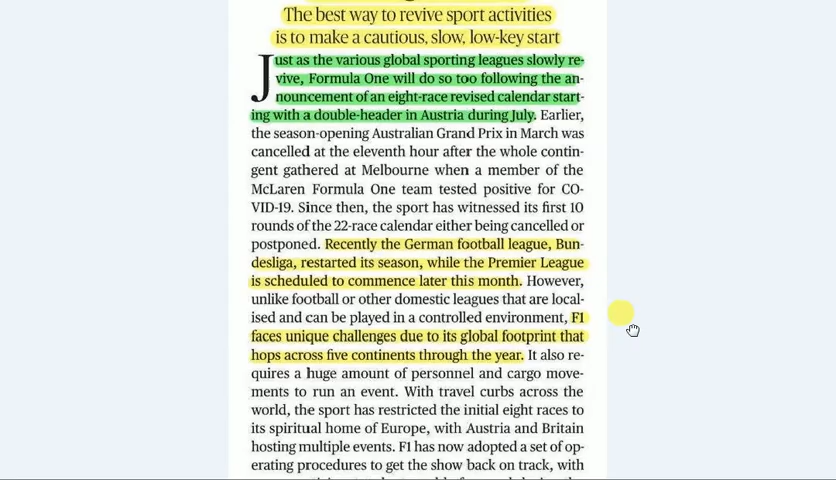 The best way to revive sport activities
is to make a cautious, slow, low-key start
Just as the various global sporting leagues slowly re-
vive, Formula One will do so too following the an-
nouncement of an eight-race revised calendar start-
ing with a double-header in Austria during July. Earlier,
the season-opening Australian Grand Prix in March was
cancelled at the eleventh hour after the whole contin-
gent gathered at Melbourne when a member of the
McLaren Formula One team tested positive for CO-
VID-19. Since then, the sport has witnessed its first 10
rounds of the 22-race calendar either being cancelled or
postponed. Recently the German football league, Bun-
desliga, restarted its season, while the Premier League
is scheduled to commence later this month. However,
unlike football or other domestic leagues that are local-
ised and can be played in a controlled environment, F1
faces unique challenges due to its global footprint that
hops across five continents through the year. It also re-
quires a huge amount of personnel and cargo move-
ments to run an event. With travel curbs across the
world, the sport has restricted the initial eight races to
its spiritual home of Europe, with Austria and Britain
hosting multiple events. F1 has now adopted a set of op-
erating procedures to get the show back on track, with